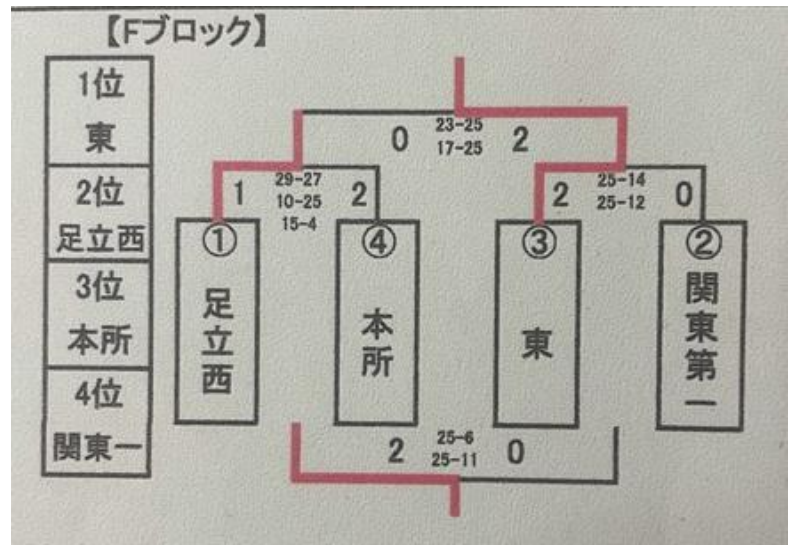 【Fブロック】
1位
東
2位
足立西
3位
本所
4位
関東一
0
23-25
17-25
2
1
29-27
10-25
15-4
2
2
25-14
25-12
0
①
足立西
④
本所
③
東
②
関東第一
2
25-6
25-11
0